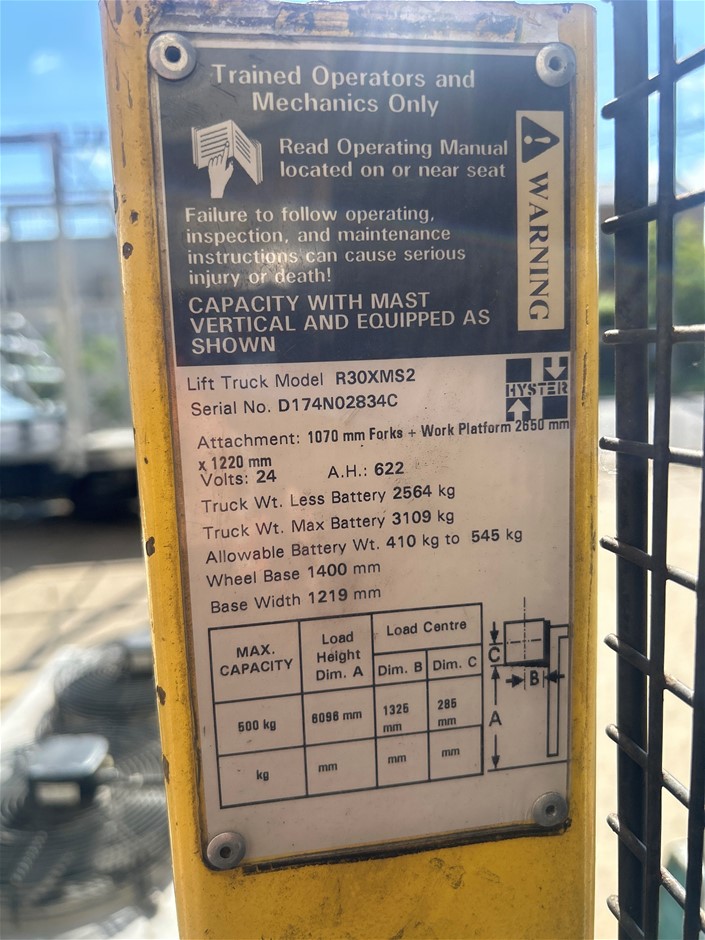 Trained Operators and
Mechanics Only
Read Operating Manual
located on or near seat
WARNING
Failure to follow operating,
inspection, and maintenance
instructions can cause serious
injury or death!
CAPACITY WITH MAST
VERTICAL AND EQUIPPED AS
SHOWN
Lift Truck Model R30XMS2
HYSTER
Serial No. D174N02834C
Attachment: 1070 mm Forks + Work Platform 2650 mm
x 1220 mm
Volts: 24 A.H.: 622
Truck Wt. Less Battery 2564 kg
Truck Wt. Max Battery 3109 kg
Allowable Battery Wt. 410 kg to 545 kg
Wheel Base 1400 mm
Base Width 1219 mm
MAX.
CAPACITY
Load
Height
Dim. A
Load Centre
Dim. B Dim. C
500 kg 6096 mm 1325 mm 285 mm
kg mm mm mm
C
B
A